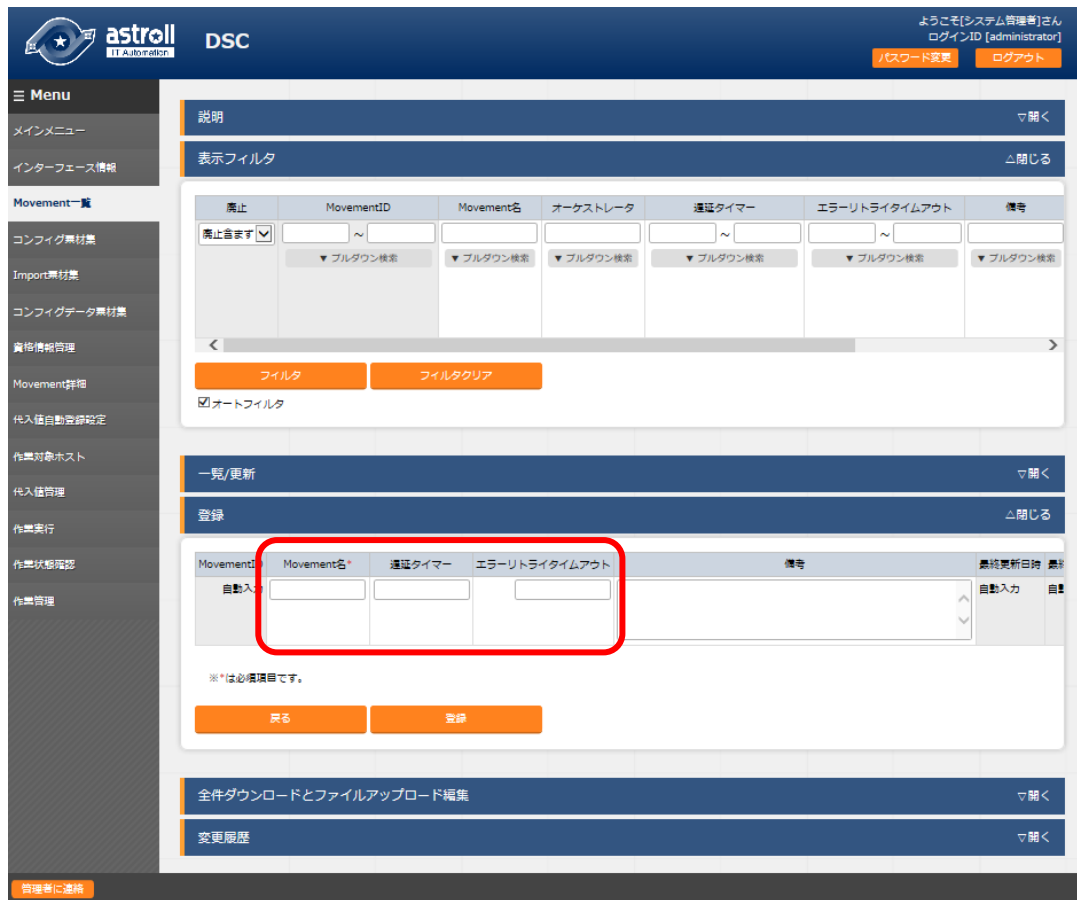 astroll
IT Automation
DSC
ようこそ[システム管理者]さん
ログインID [administrator]
パスワード変更 ログアウト
Menu
メインメニュー
インターフェース情報
Movement一覧
コンフィグ素材集
Import素材集
コンフィグデータ素材集
資格情報管理
Movement詳細
代入値自動登録設定
作業対象ホスト
代入値管理
作業実行
作業状態確認
作業管理
説明 ▽開く
表示フィルタ △閉じる
廃止 MovementID Movement名 オーケストレータ 遅延タイマー エラーリトライタイムアウト 備考
廃止含まず ~ ~ ~
▼ プルダウン検索 ▼ プルダウン検索 ▼ プルダウン検索 ▼ プルダウン検索 ▼ プルダウン検索 ▼ プルダウン検索
フィルタ フィルタクリア
オートフィルタ
一覧/更新 ▽開く
登録 △閉じる
MovementID Movement名* 遅延タイマー エラーリトライタイムアウト 備考 最終更新日時 最終
自動入力 自動入力 自動
※*は必須項目です。
戻る 登録
全件ダウンロードとファイルアップロード編集 ▽開く
変更履歴 ▽開く
管理者に連絡